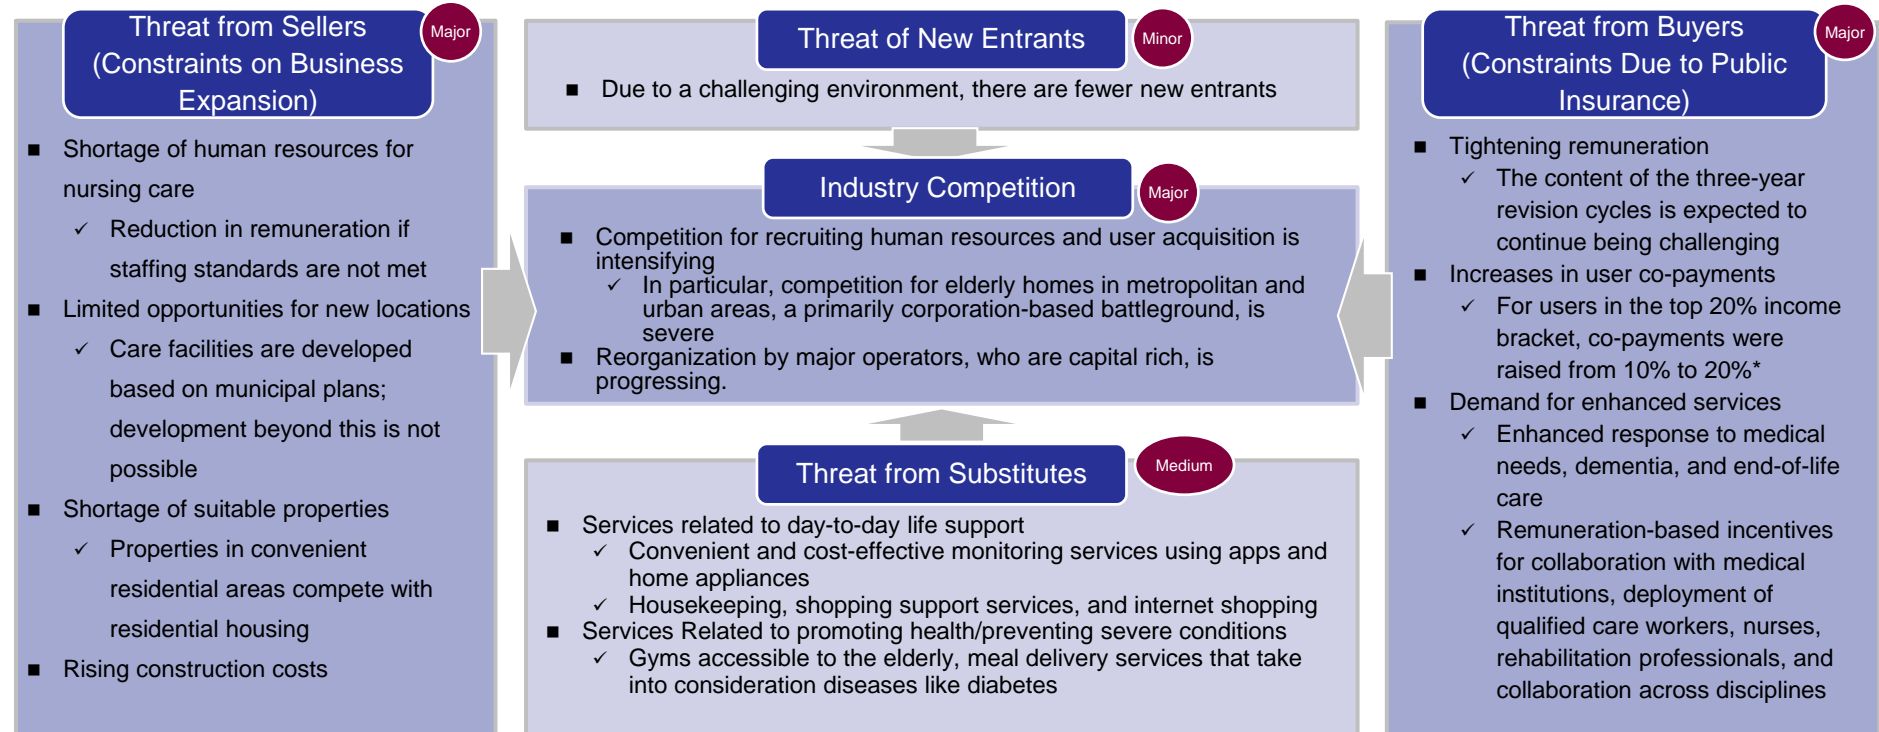 Threat from Sellers
(Constraints on Business
Expansion)
Major
■ Shortage of human resources for
nursing care
✓ Reduction in remuneration if
staffing standards are not met
■ Limited opportunities for new locations
✓ Care facilities are developed
based on municipal plans;
development beyond this is not
possible
■ Shortage of suitable properties
✓ Properties in convenient
residential areas compete with
residential housing
■ Rising construction costs
Threat of New Entrants
Minor
■ Due to a challenging environment, there are fewer new entrants
Industry Competition
Major
■ Competition for recruiting human resources and user acquisition is
intensifying
✓ In particular, competition for elderly homes in metropolitan and
urban areas, a primarily corporation-based battleground, is
severe
■ Reorganization by major operators, who are capital rich, is
progressing.
Threat from Substitutes
Medium
■ Services related to day-to-day life support
✓ Convenient and cost-effective monitoring services using apps and
home appliances
✓ Housekeeping, shopping support services, and internet shopping
■ Services Related to promoting health/preventing severe conditions
✓ Gyms accessible to the elderly, meal delivery services that take
into consideration diseases like diabetes
Threat from Buyers
(Constraints Due to Public
Insurance)
Major
■ Tightening remuneration
✓ The content of the three-year
revision cycles is expected to
continue being challenging
■ Increases in user co-payments
✓ For users in the top 20% income
bracket, co-payments were
raised from 10% to 20%*
■ Demand for enhanced services
✓ Enhanced response to medical
needs, dementia, and end-of-life
care
✓ Remuneration-based incentives
for collaboration with medical
institutions, deployment of
qualified care workers, nurses,
rehabilitation professionals, and
collaboration across disciplines